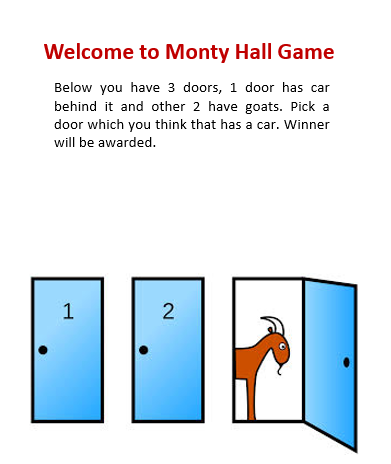 Welcome to Monty Hall Game
Below you have 3 doors, 1 door has car
behind it and other 2 have goats. Pick a
door which you think that has a car. Winner
will be awarded.
1 2